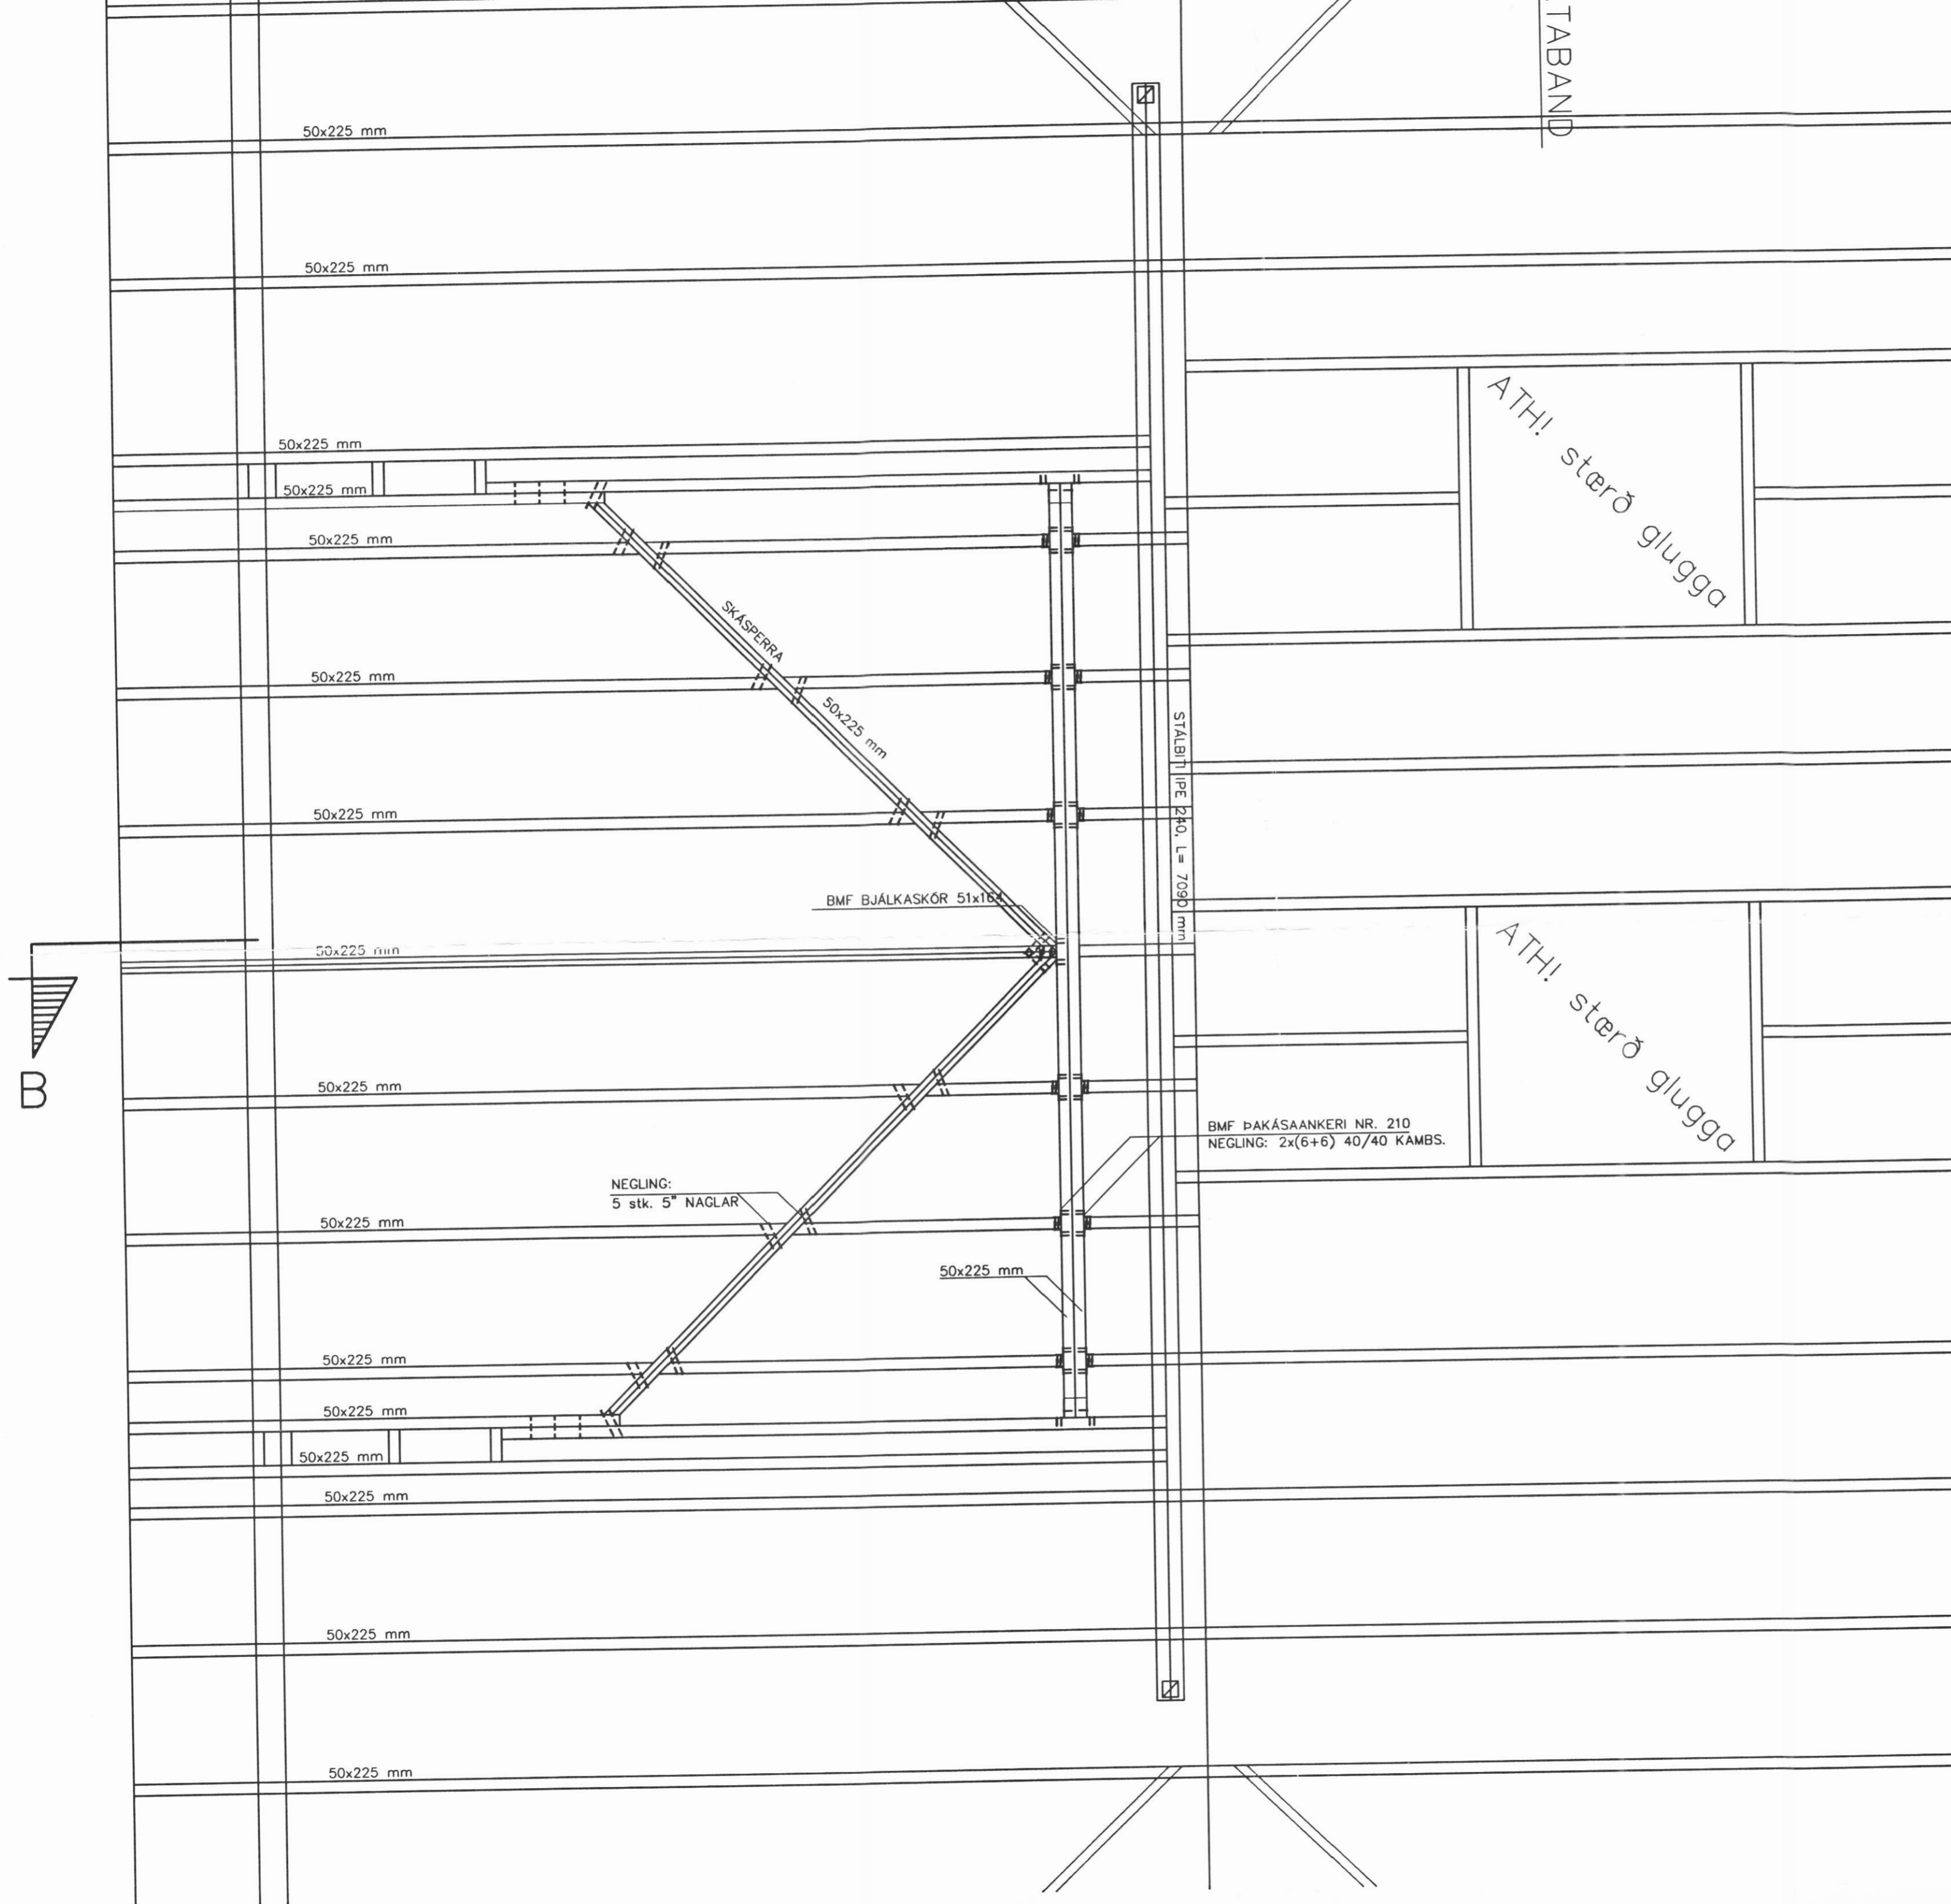 TABAND
50x225 mm
50x225 mm
50x225 mm
50x225 mm
50x225 mm
ATH! stærð glugga
SKÁSPERRA
50x225 mm
50x225 mm
50x225 mm
STÁLBITI IPE 240, L= 7090 mm
BMF BJÁLKASKÓR 51x164
50x225 mm
ATH! stærð glugga
B
50x225 mm
BMF ÞAKÁSAANKERI NR. 210
NEGLING: 2x(6+6) 40/40 KAMBS.
NEGLING:
5 stk. 5" NAGLAR
50x225 mm
50x225 mm
50x225 mm
50x225 mm
50x225 mm
50x225 mm
50x225 mm
50x225 mm